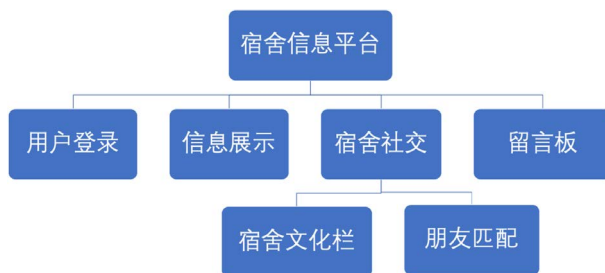 宿舍信息平台
用户登录
信息展示
宿舍社交
留言板
宿舍文化栏
朋友匹配